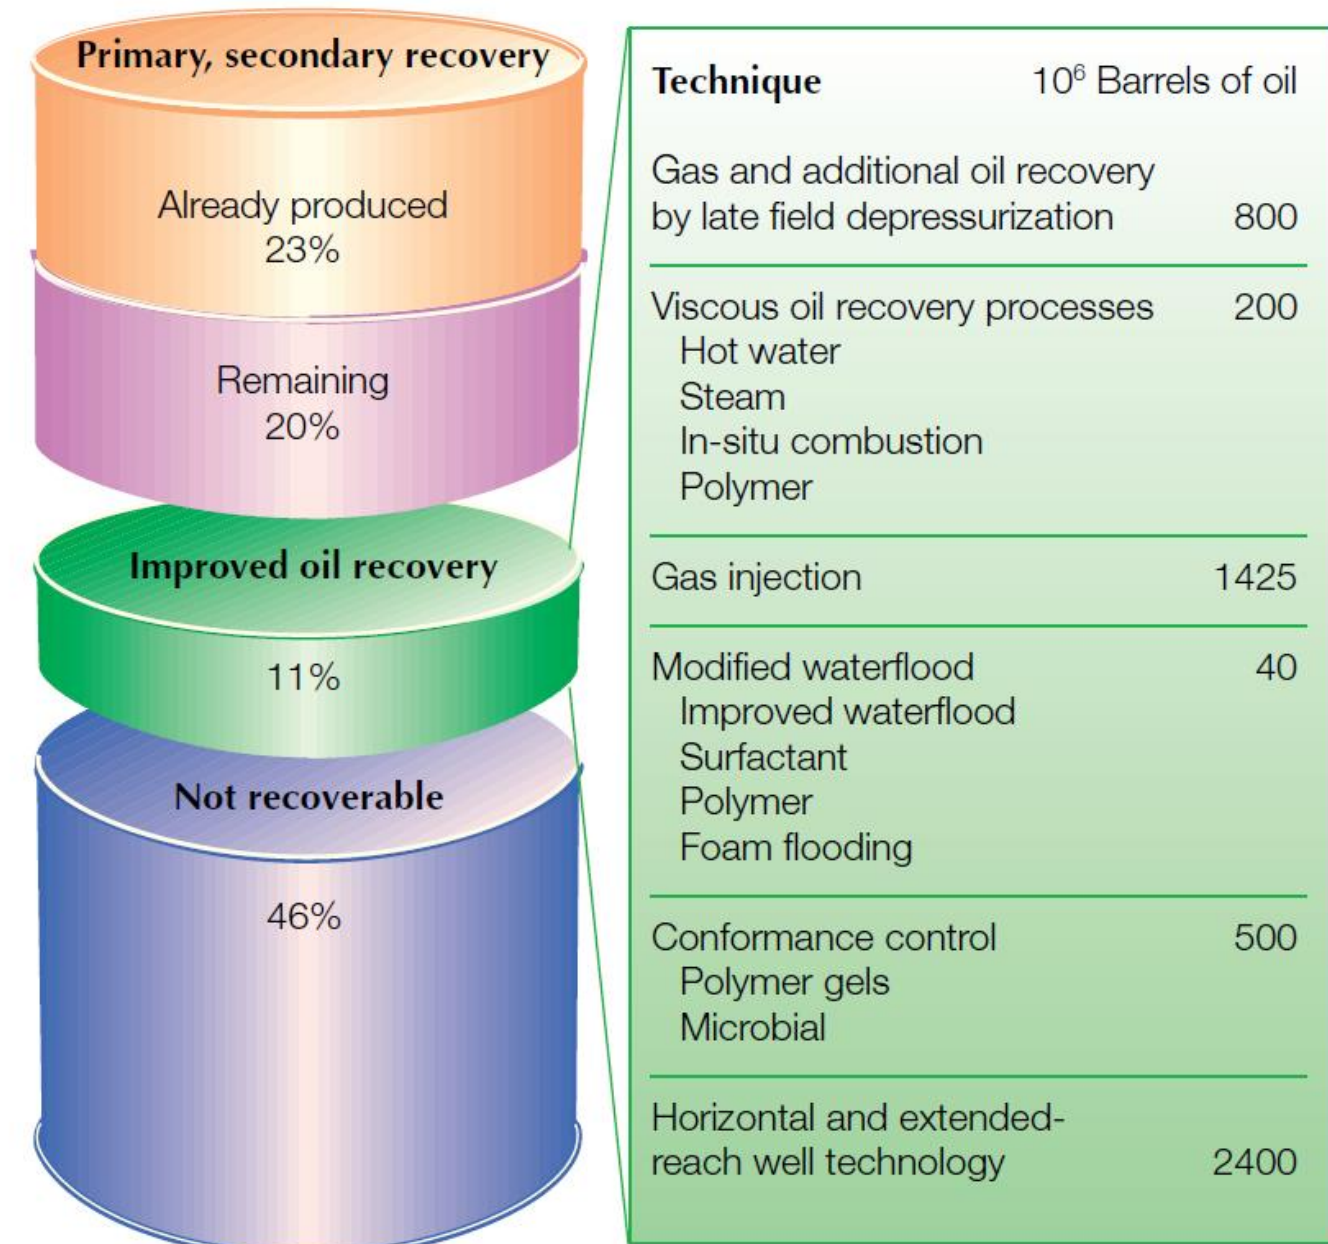 Primary, secondary recovery
Already produced
23%
Remaining
20%
Improved oil recovery
11%
Not recoverable
46%
Technique 10⁶ Barrels of oil
Gas and additional oil recovery
by late field depressurization 800
Viscous oil recovery processes 200
Hot water
Steam
In-situ combustion
Polymer
Gas injection 1425
Modified waterflood 40
Improved waterflood
Surfactant
Polymer
Foam flooding
Conformance control 500
Polymer gels
Microbial
Horizontal and extended-
reach well technology 2400